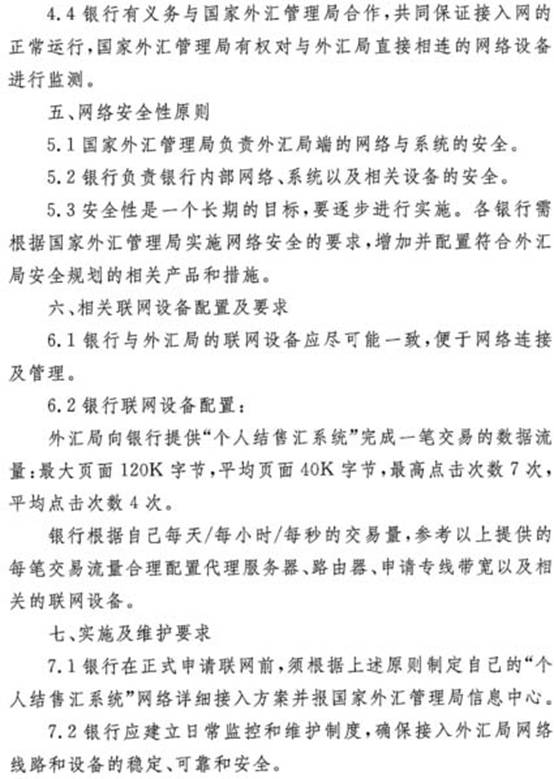 4.4 银行有义务与国家外汇管理局合作,共同保证接入网的
正常运行,国家外汇管理局有权对与外汇局直接相连的网络设备
进行监测。
五、网络安全性原则
5.1 国家外汇管理局负责外汇局端的网络与系统的安全。
5.2 银行负责银行内部网络、系统以及相关设备的安全。
5.3 安全性是一个长期的目标,要逐步进行实施。各银行需
根据国家外汇管理局实施网络安全的要求,增加并配置符合外汇
局安全规划的相关产品和措施。
六、相关联网设备配置及要求
6.1 银行与外汇局的联网设备应尽可能一致,便于网络连接
及管理。
6.2 银行联网设备配置:
外汇局向银行提供“个人结售汇系统”完成一笔交易的数据流
量:最大页面 120K 字节,平均页面 40K 字节,最高点击次数 7 次,
平均点击次数 4 次。
银行根据自己每天/每小时/每秒的交易量,参考以上提供的
每笔交易流量合理配置代理服务器、路由器、申请专线带宽以及相
关的联网设备。
七、实施及维护要求
7.1 银行在正式申请联网前,须根据上述原则制定自己的“个
人结售汇系统”网络详细接入方案并报国家外汇管理局信息中心。
7.2 银行应建立日常监控和维护制度,确保接入外汇局网络
线路和设备的稳定、可靠和安全。